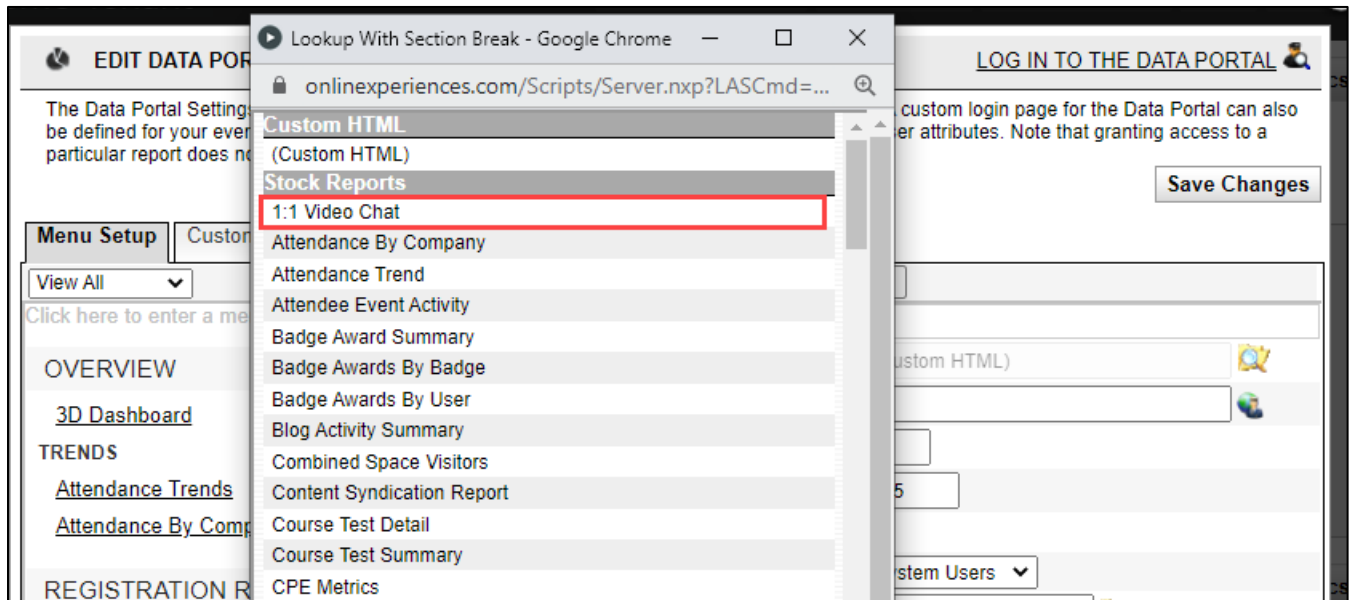 Lookup With Section Break - Google Chrome
onlinexperiences.com/Scripts/Server.nxp?LASCmd=...
EDIT DATA POR
LOG IN TO THE DATA PORTAL
The Data Portal Setting
custom login page for the Data Portal can also
be defined for your ever
er attributes. Note that granting access to a
particular report does no
Save Changes
Menu Setup
Custon
View All
Click here to enter a me
OVERVIEW
3D Dashboard
TRENDS
Attendance Trends
Attendance By Comp
REGISTRATION R
Custom HTML
(Custom HTML)
Stock Reports
1:1 Video Chat
Attendance By Company
Attendance Trend
Attendee Event Activity
Badge Award Summary
Badge Awards By Badge
Badge Awards By User
Blog Activity Summary
Combined Space Visitors
Content Syndication Report
Course Test Detail
Course Test Summary
CPE Metrics
ustom HTML)
5
stem Users